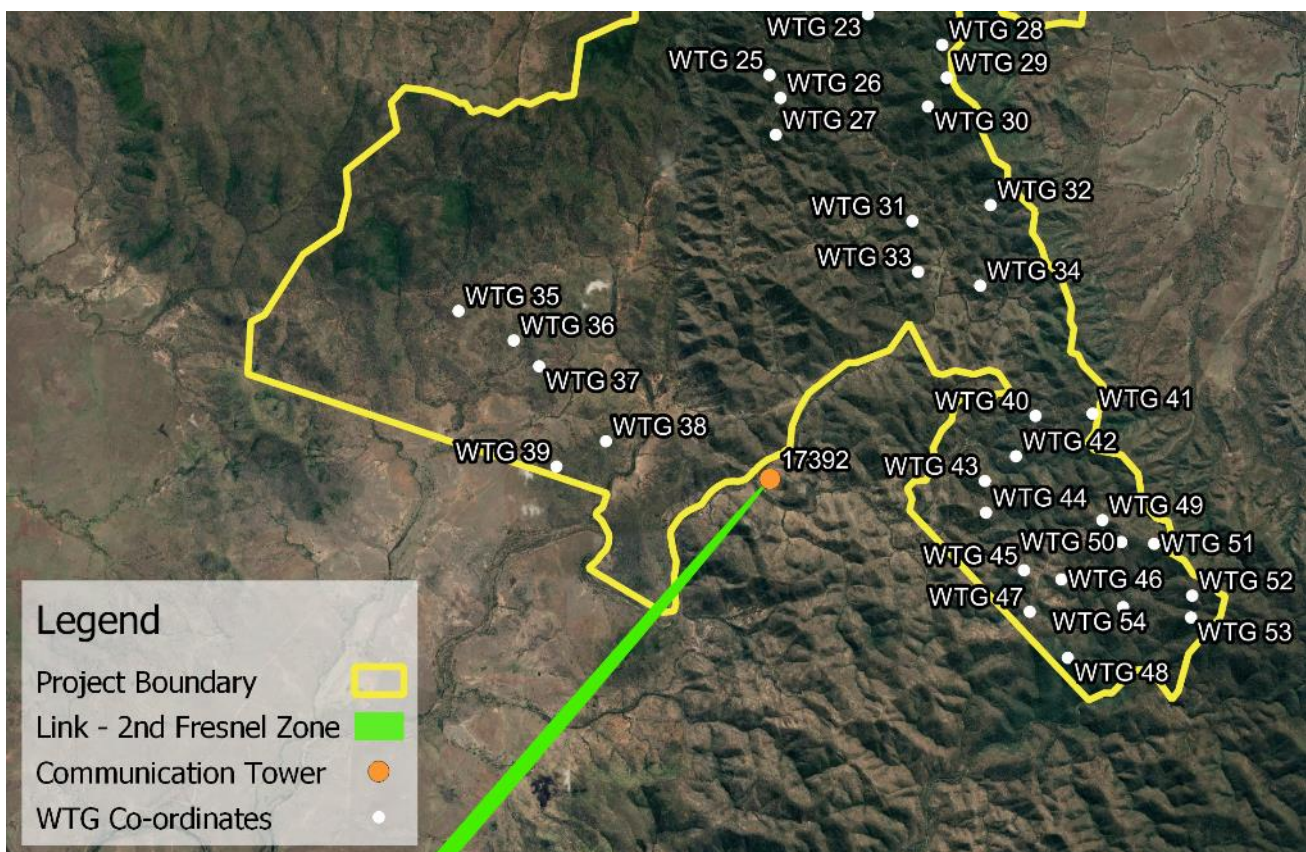 WTG 23
WTG 28
WTG 25
WTG 29
WTG 26
WTG 27
WTG 30
WTG 32
WTG 31
WTG 33
WTG 34
WTG 35
WTG 36
WTG 37
WTG 40
WTG 41
WTG 38
WTG 42
WTG 39
17392
WTG 43
WTG 44
WTG 49
WTG 50
WTG 51
WTG 45
WTG 46
WTG 52
WTG 47
WTG 54
WTG 53
WTG 48
Legend
Project Boundary
Link - 2nd Fresnel Zone
Communication Tower
WTG Co-ordinates